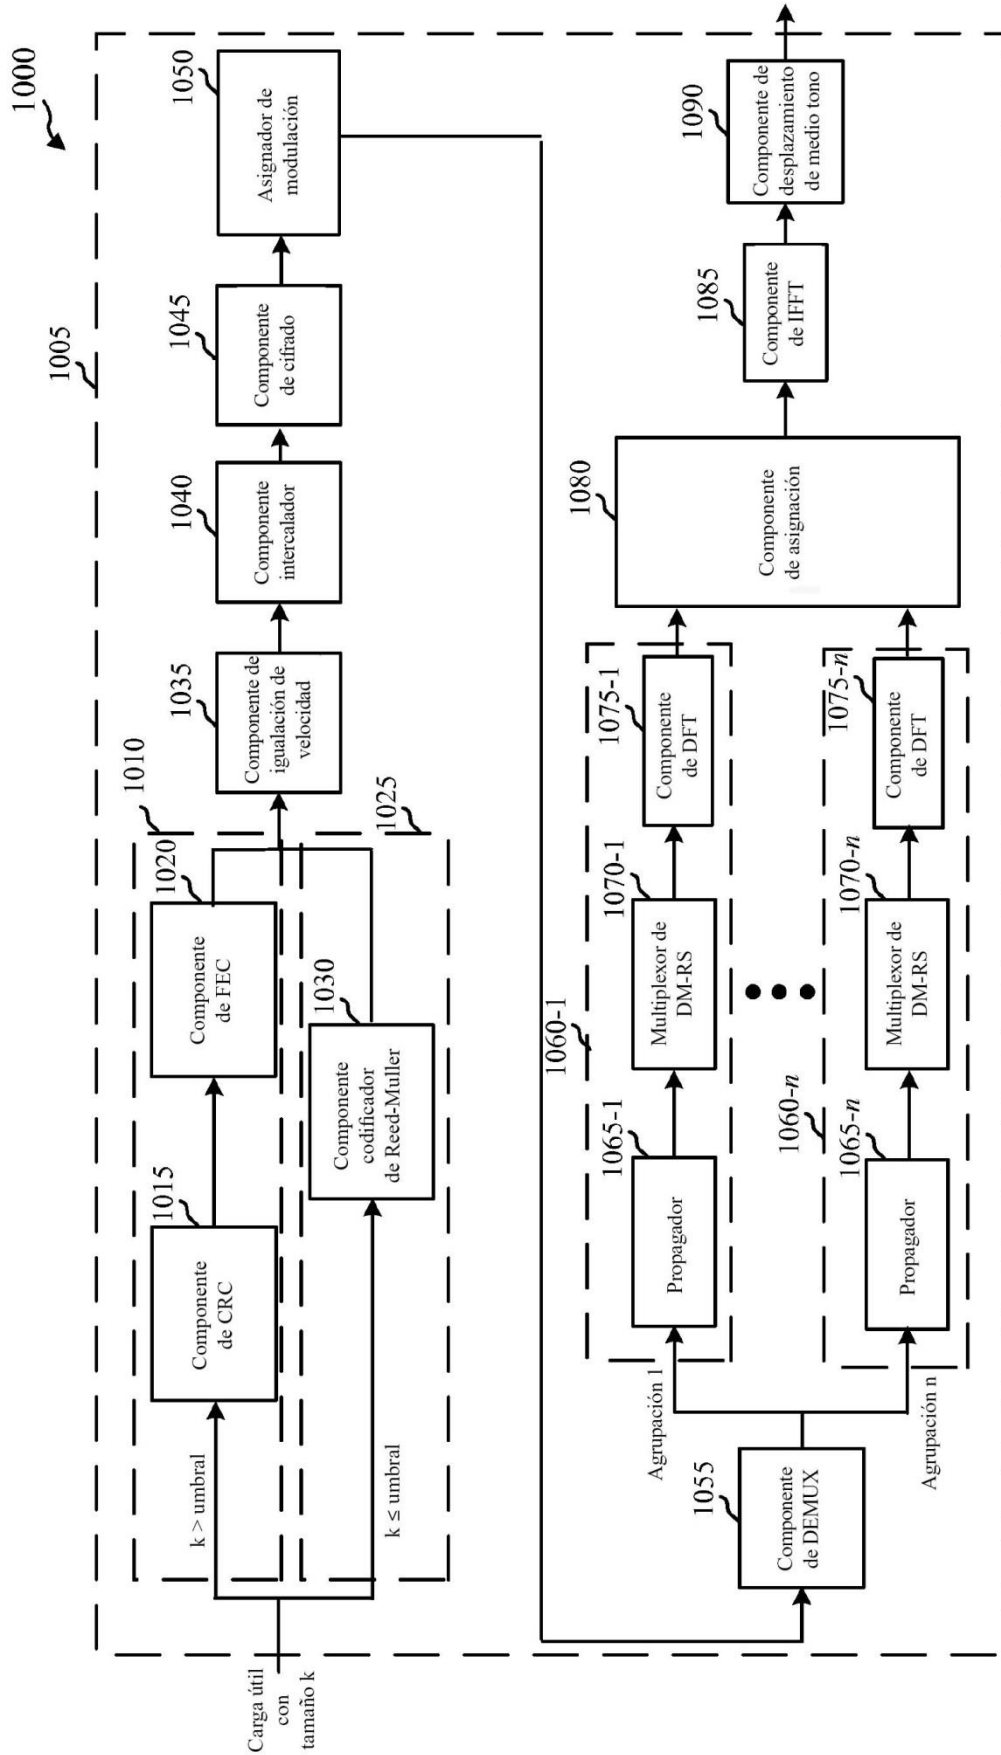 1000
1005
Carga útil
con
tamaño k
k > umbral
k ≤ umbral
1010
1015
Componente
de CRC
1020
Componente
de FEC
1025
1030
Componente
codificador
de Reed-Muller
1035
Componente de
igualación de
velocidad
1040
Componente
intercalador
1045
Componente
de cifrado
1050
Asignador de
modulación
1055
Componente
de DEMUX
Agrupación 1
Agrupación n
1060-1
1065-1
Propagador
1070-1
Multiplexor de
DM-RS
1075-1
Componente
de DFT
1060-n
1065-n
Propagador
1070-n
Multiplexor de
DM-RS
1075-n
Componente
de DFT
1080
Componente
de asignación
1085
Componente
de IFFT
1090
Componente de
desplazamiento
de medio tono